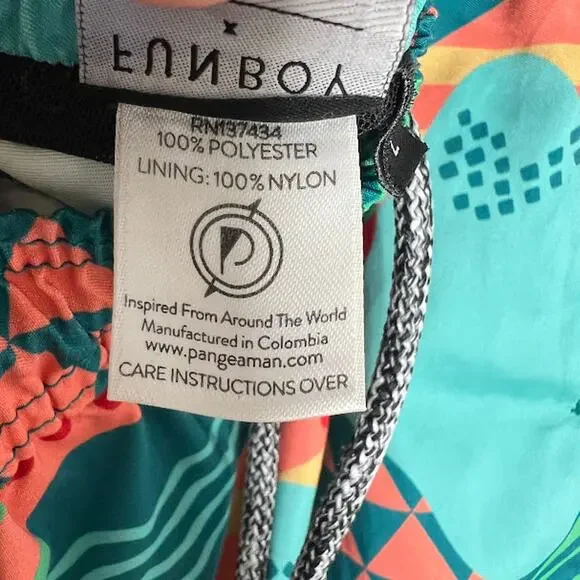 x
FUNBOY
RN137434
100% POLYESTER
LINING: 100% NYLON
P
Inspired From Around The World
Manufactured in Colombia
www.pangeaman.com
CARE INSTRUCTIONS OVER